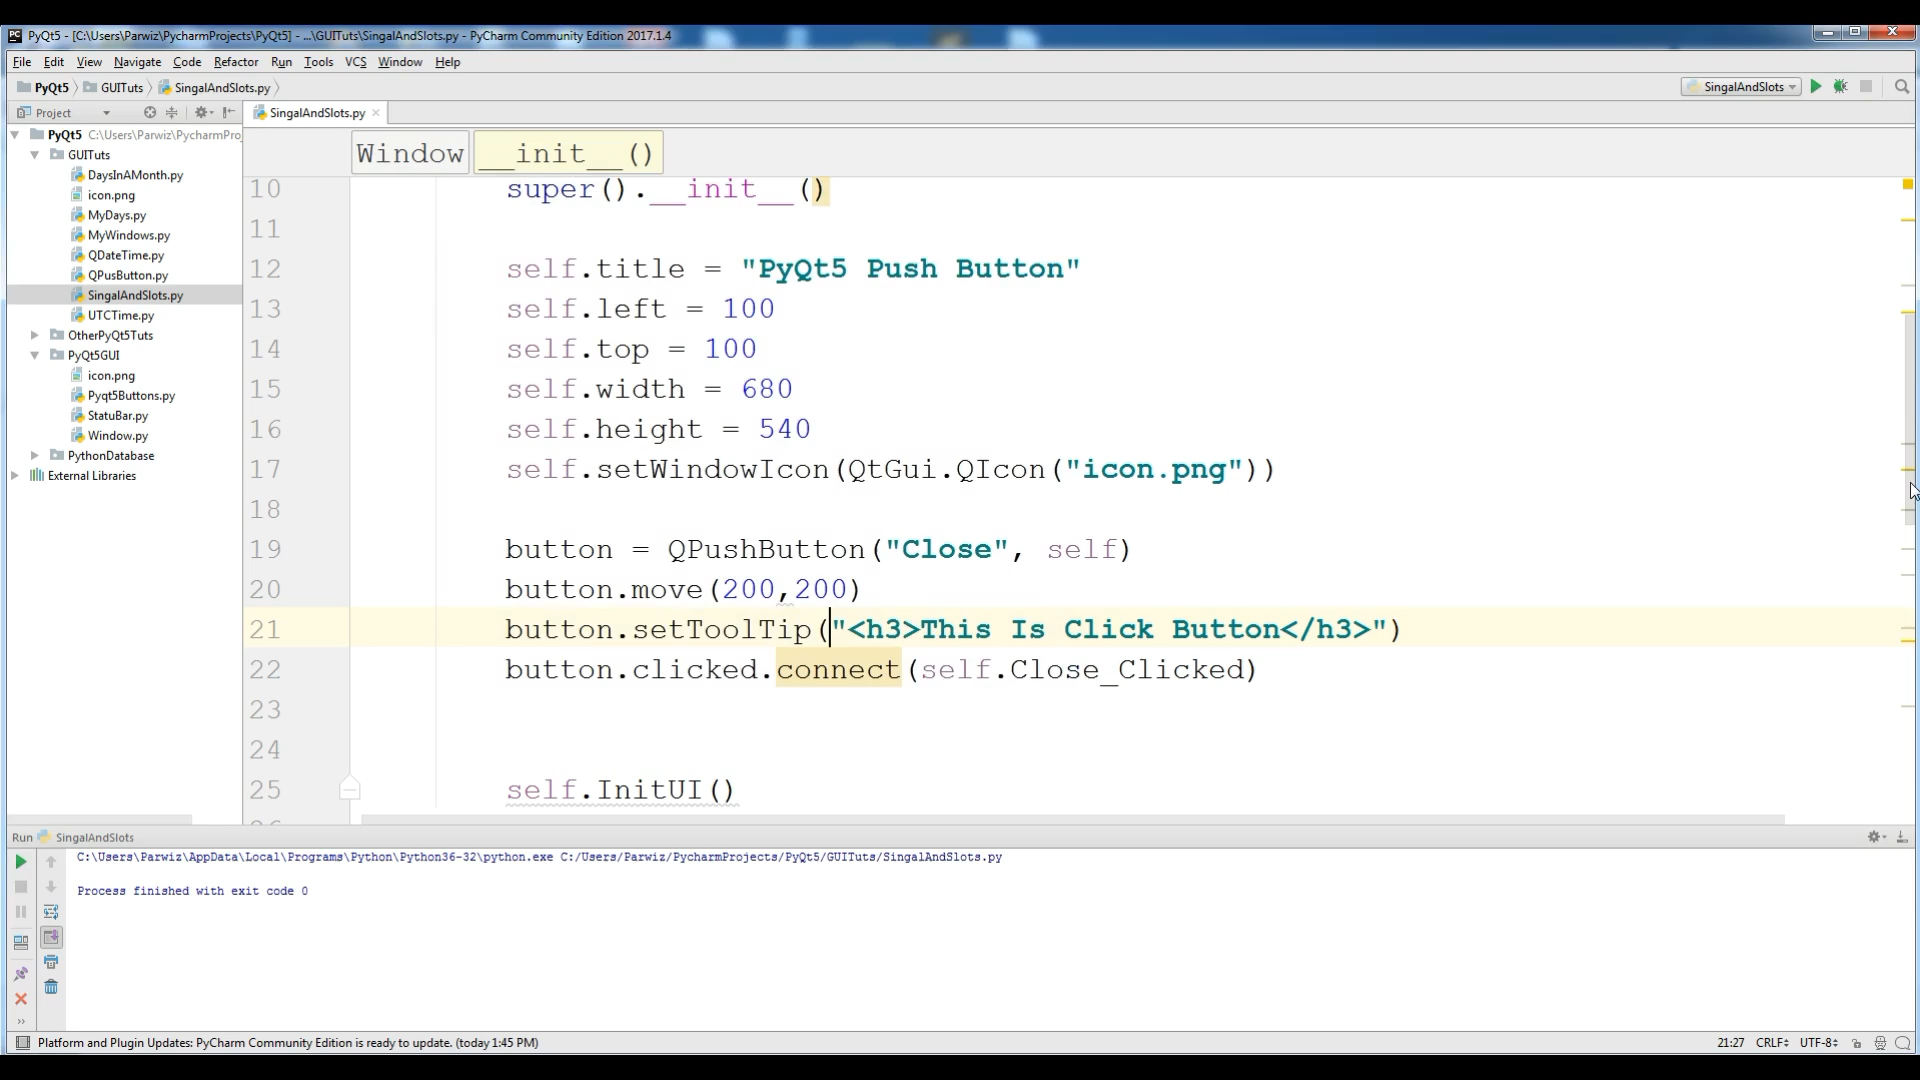 PyQt5 - [C:\Users\Parwiz\PycharmProjects\PyQt5] - ...\GUITuts\SingalAndSlots.py - PyCharm Community Edition 2017.1.4
File Edit View Navigate Code Refactor Run Tools VCS Window Help
PyQt5 GUITuts SingalAndSlots.py SingalAndSlots
Project SingalAndSlots.py
PyQt5 C:\Users\Parwiz\PycharmPro
GUITuts
DaysInAMonth.py
icon.png
MyDays.py
MyWindows.py
QDateTime.py
QPusButton.py
SingalAndSlots.py
UTCTime.py
OtherPyQt5Tuts
PyQt5GUI
icon.png
Pyqt5Buttons.py
StatuBar.py
Window.py
PythonDatabase
External Libraries
Window __init__()
10 super().__init__()
11
12 self.title = "PyQt5 Push Button"
13 self.left = 100
14 self.top = 100
15 self.width = 680
16 self.height = 540
17 self.setWindowIcon(QtGui.QIcon("icon.png"))
18
19 button = QPushButton("Close", self)
20 button.move(200,200)
21 button.setToolTip("<h3>This Is Click Button</h3>")
22 button.clicked.connect(self.Close_Clicked)
23
24
25 self.InitUI()
Run SingalAndSlots
C:\Users\Parwiz\AppData\Local\Programs\Python\Python36-32\python.exe C:/Users/Parwiz/PycharmProjects/PyQt5/GUITuts/SingalAndSlots.py
Process finished with exit code 0
Platform and Plugin Updates: PyCharm Community Edition is ready to update. (today 1:45 PM) 21:27 CRLF UTF-8